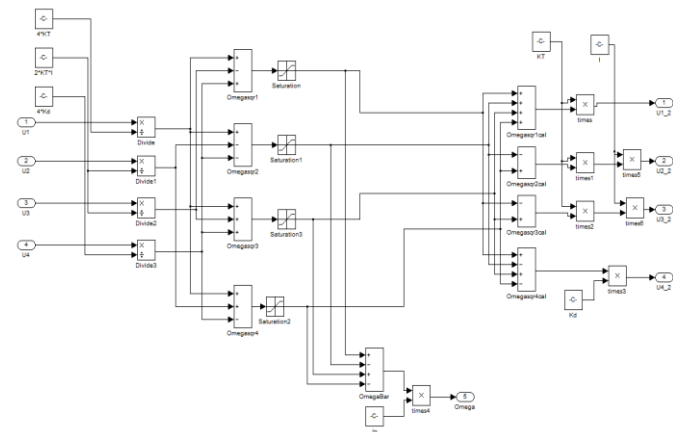 -C-
4*KT
-C-
2*KT*l
-C-
4*Kd
1
U1
2
U2
3
U3
4
U4
×
÷
Divide
×
÷
Divide1
×
÷
Divide2
×
÷
Divide3
+
−
+
Omegasqr1
Saturation
+
−
−
Omegasqr2
Saturation1
+
+
+
Omegasqr3
Saturation3
+
+
−
Omegasqr4
Saturation2
+
−
+
−
OmegaBar
-C-
×
times4
5
Omega
-C-
KT
-C-
l
+
+
+
+
Omegasqr1cal
×
times
1
U1_2
−
+
Omegasqr2cal
×
times1
×
times5
2
U2_2
−
+
Omegasqr3cal
×
times2
×
times6
3
U3_2
+
−
+
−
Omegasqr4cal
-C-
Kd
×
times3
4
U4_2